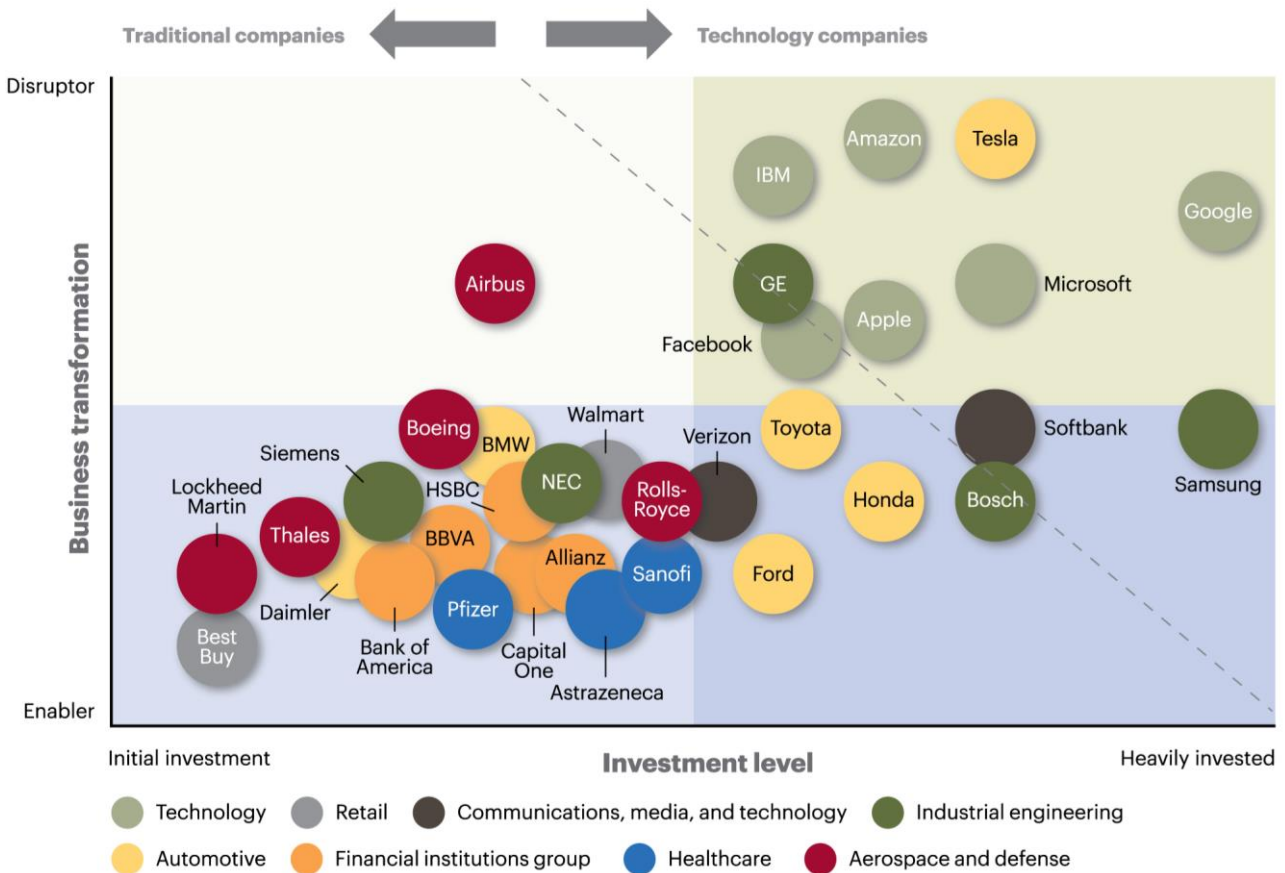 Traditional companies
Technology companies
Disruptor
Business transformation
Enabler
Amazon
Tesla
IBM
Google
Airbus
GE
Microsoft
Apple
Facebook
Walmart
Boeing
BMW
Verizon
Toyota
Softbank
Siemens
Lockheed
Martin
HSBC
NEC
Rolls-
Royce
Honda
Bosch
Samsung
Thales
BBVA
Allianz
Sanofi
Ford
Daimler
Pfizer
Best
Buy
Bank of
America
Capital
One
Astrazeneca
Initial investment
Investment level
Heavily invested
Technology
Retail
Communications, media, and technology
Industrial engineering
Automotive
Financial institutions group
Healthcare
Aerospace and defense